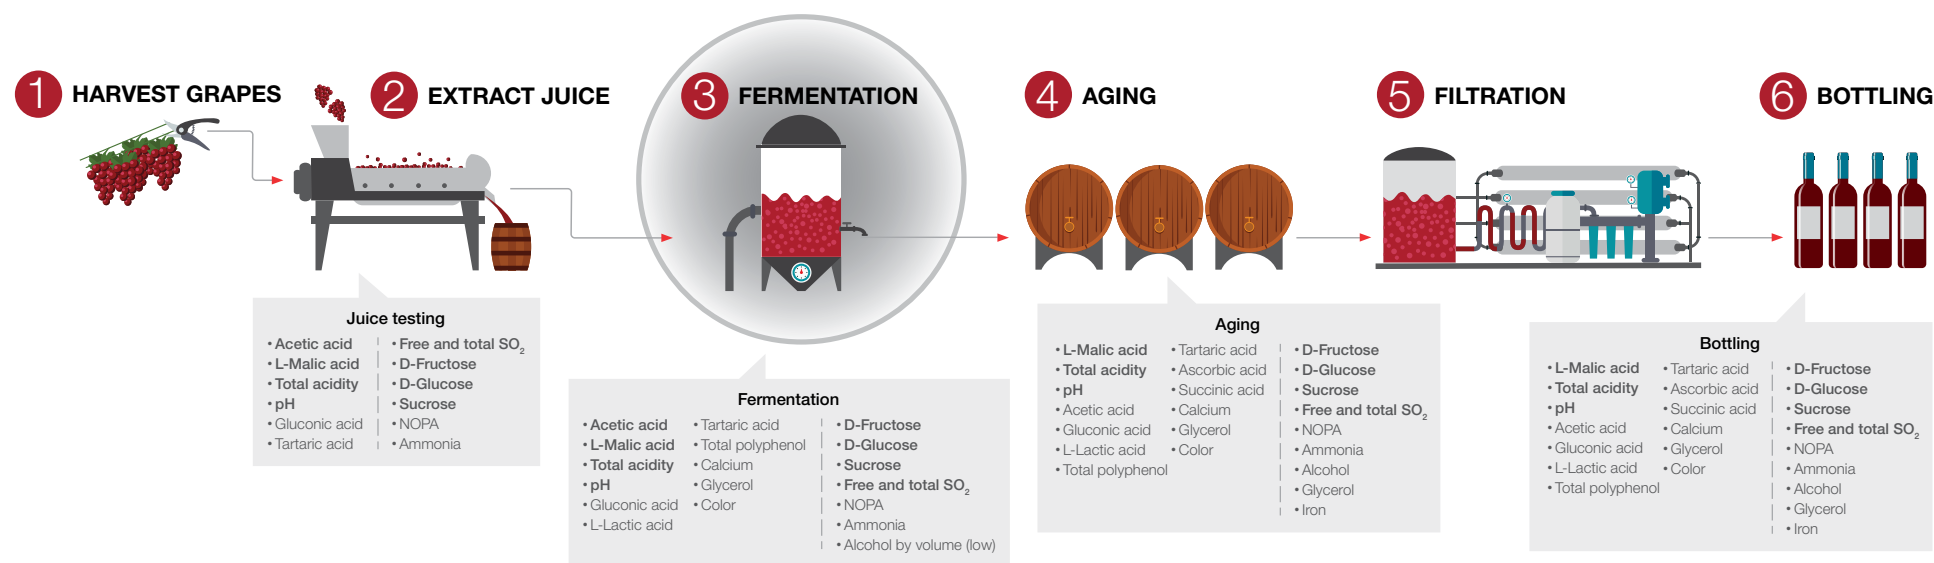 1 HARVEST GRAPES
2 EXTRACT JUICE
3 FERMENTATION
4 AGING
5 FILTRATION
6 BOTTLING
Juice testing
• Acetic acid
• L-Malic acid
• Total acidity
• pH
• Gluconic acid
• Tartaric acid
• Free and total SO₂
• D-Fructose
• D-Glucose
• Sucrose
• NOPA
• Ammonia
Fermentation
• Acetic acid
• L-Malic acid
• Total acidity
• pH
• Gluconic acid
• L-Lactic acid
• Tartaric acid
• Total polyphenol
• Calcium
• Glycerol
• Color
• D-Fructose
• D-Glucose
• Sucrose
• Free and total SO₂
• NOPA
• Ammonia
• Alcohol by volume (low)
Aging
• L-Malic acid
• Total acidity
• pH
• Acetic acid
• Gluconic acid
• L-Lactic acid
• Total polyphenol
• Tartaric acid
• Ascorbic acid
• Succinic acid
• Calcium
• Glycerol
• Color
• D-Fructose
• D-Glucose
• Sucrose
• Free and total SO₂
• NOPA
• Ammonia
• Alcohol
• Glycerol
• Iron
Bottling
• L-Malic acid
• Total acidity
• pH
• Acetic acid
• Gluconic acid
• L-Lactic acid
• Total polyphenol
• Tartaric acid
• Ascorbic acid
• Succinic acid
• Calcium
• Glycerol
• Color
• D-Fructose
• D-Glucose
• Sucrose
• Free and total SO₂
• NOPA
• Ammonia
• Alcohol
• Glycerol
• Iron